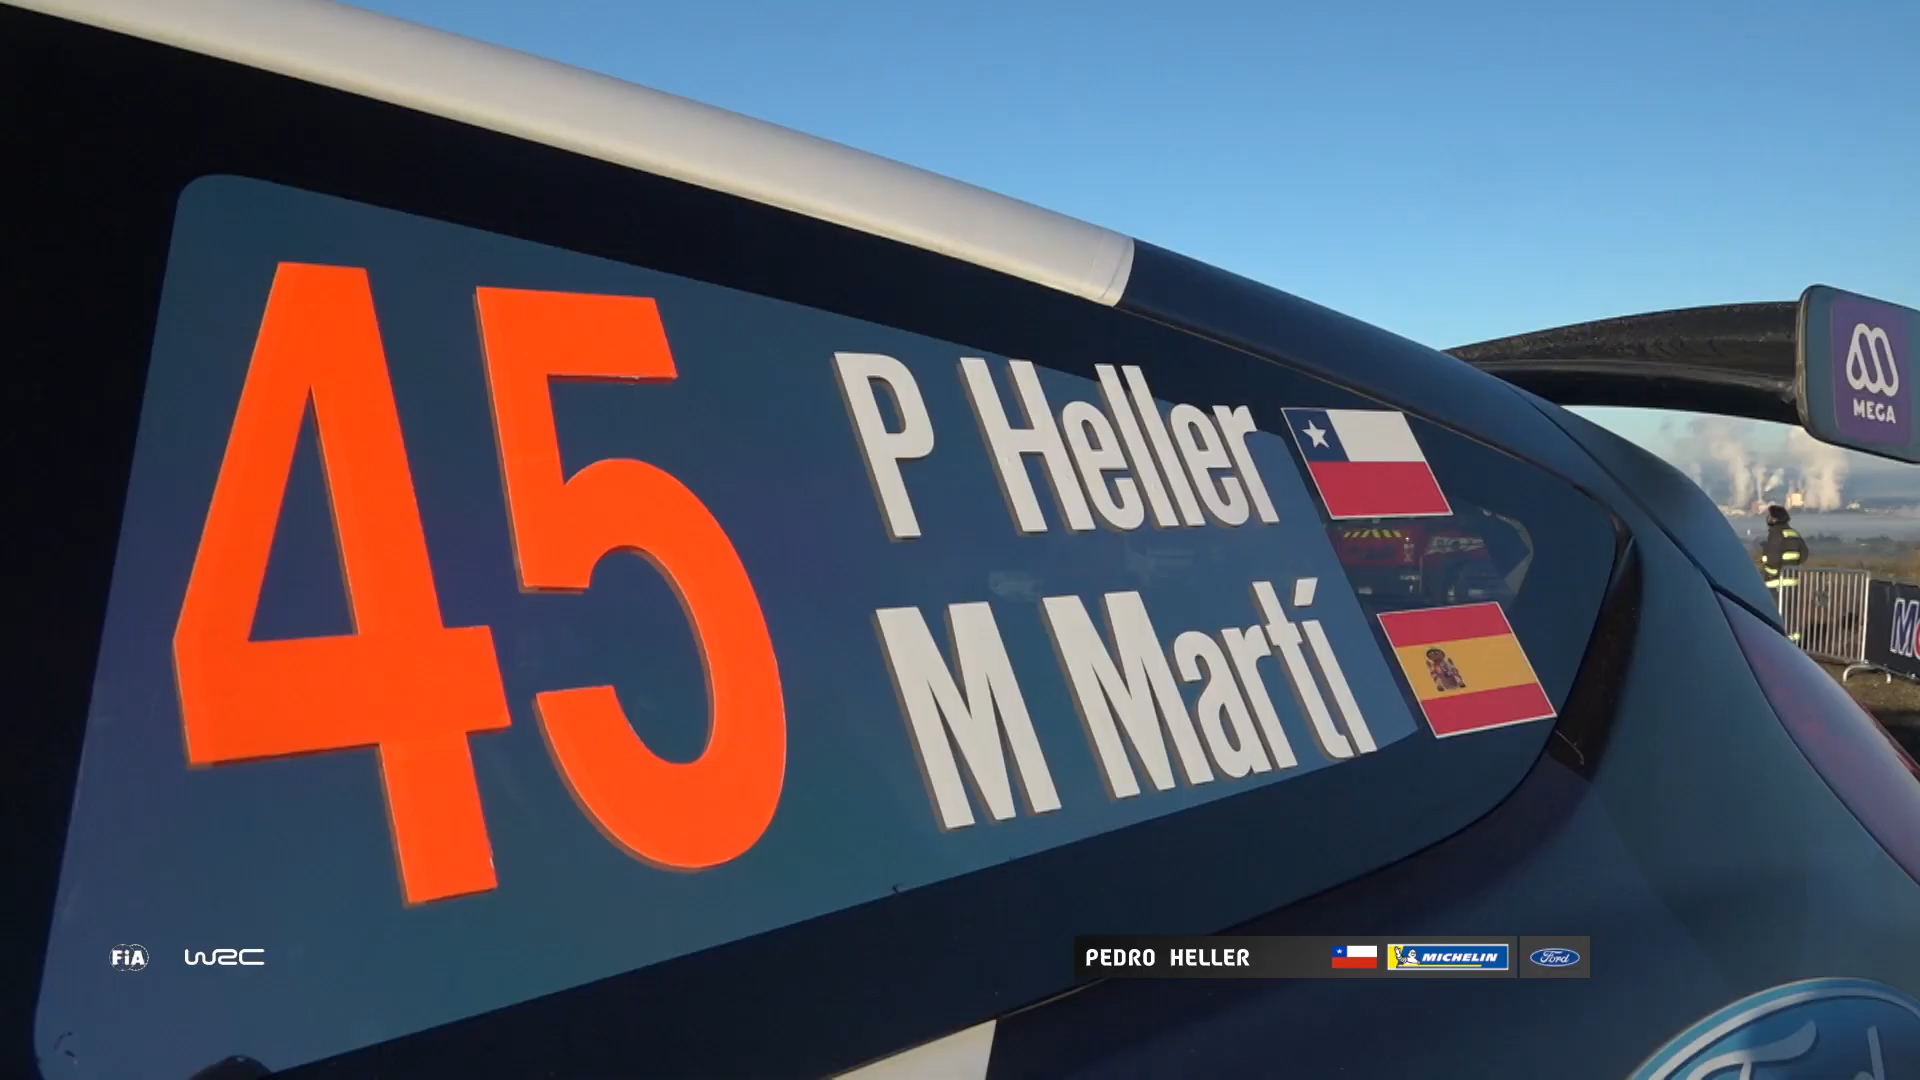 45
P Heller
M Martí
MEGA
FiA
WRC
PEDRO HELLER
MICHELIN
Ford